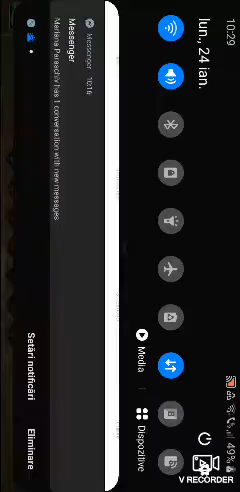 10:29
49%
lun., 24 ian.
Media
Dispozitive
Messenger · 10:16
Messenger
Mariana Paraschiv has 1 conversation with new messages
Setări notificări
Eliminare
V RECORDER